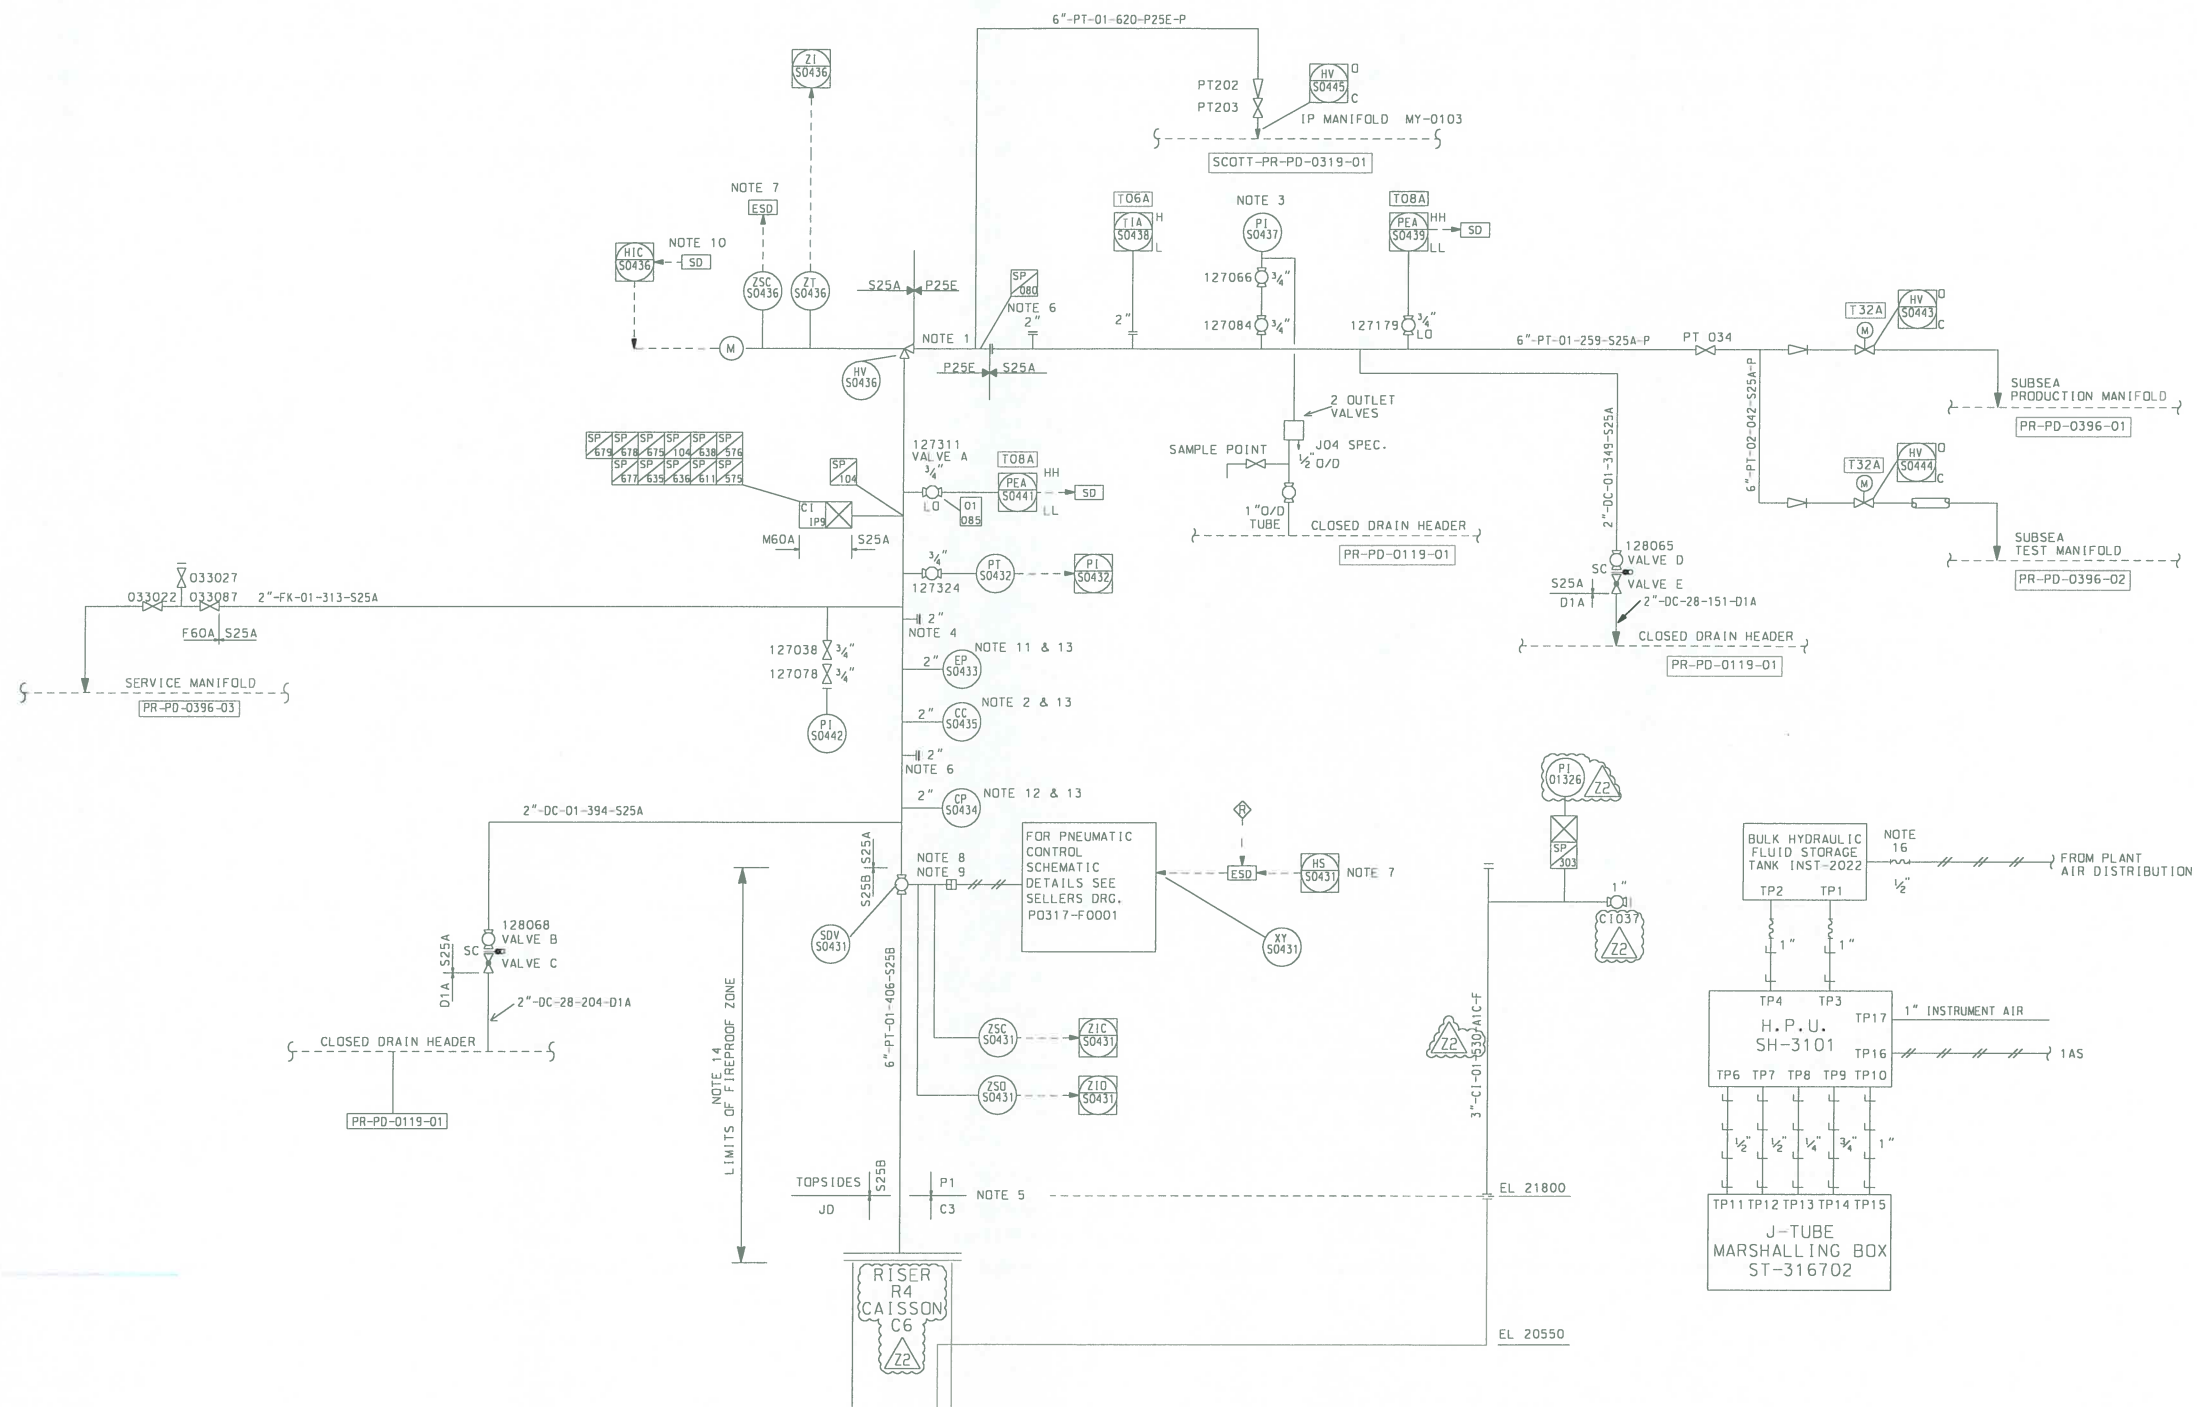 6"-PT-01-620-P25E-P
ZI
S0436
PT202
PT203
HV
S0445
O
C
IP MANIFOLD MY-0103
SCOTT-PR-PD-0319-01
NOTE 7
ESD
HIC
S0436
NOTE 10
SD
ZSC
S0436
ZT
S0436
S25A
P25E
SP
080
NOTE 6
2"
NOTE 1
T06A
TIA
S0438
H
L
2"
NOTE 3
PI
S0437
127066
3/4"
127084
3/4"
T08A
PEA
S0439
HH
LL
SD
127179
3/4"
LO
M
HV
S0436
P25E
S25A
6"-PT-01-259-S25A-P
PT 034
T32A
M
HV
S0443
O
C
SUBSEA
PRODUCTION MANIFOLD
PR-PD-0396-01
6"-PT-02-042-S25A-P
T32A
M
HV
S0444
O
C
SUBSEA
TEST MANIFOLD
PR-PD-0396-02
2 OUTLET
VALVES
SAMPLE POINT
J04 SPEC.
1/2" O/D
1"O/D
TUBE
CLOSED DRAIN HEADER
PR-PD-0119-01
2"-DC-01-349-S25A
128065
VALVE D
SC
VALVE E
S25A
D1A
2"-DC-28-151-D1A
CLOSED DRAIN HEADER
PR-PD-0119-01
SP 679
SP 678
SP 675
SP 104
SP 638
SP 576
SP 677
SP 635
SP 636
SP 611
SP 575
SP
104
CI
IP9
M60A
S25A
127311
VALVE A
3/4"
LO
01
085
T08A
PEA
S0441
HH
LL
SD
3/4"
127324
PT
S0432
PI
S0432
033027
033022
033087
2"-FK-01-313-S25A
F60A
S25A
SERVICE MANIFOLD
PR-PD-0396-03
127038
3/4"
127078
3/4"
PI
S0442
2"
NOTE 4
2"
EP
S0433
NOTE 11 & 13
2"
CC
S0435
NOTE 2 & 13
2"
NOTE 6
2"
CP
S0434
NOTE 12 & 13
2"-DC-01-394-S25A
S25A
S25B
NOTE 8
NOTE 9
FOR PNEUMATIC
CONTROL
SCHEMATIC
DETAILS SEE
SELLERS DRG.
P0317-F0001
R
ESD
HS
S0431
NOTE 7
XY
S0431
SDV
S0431
128068
VALVE B
SC
VALVE C
S25A
D1A
2"-DC-28-204-D1A
CLOSED DRAIN HEADER
PR-PD-0119-01
NOTE 14
LIMITS OF FIREPROOF ZONE
6"-PT-01-406-S25B
ZSC
S0431
ZIC
S0431
ZSO
S0431
ZIO
S0431
TOPSIDES
JD
S25B
P1
C3
NOTE 5
EL 21800
RISER
R4
CAISSON
C6
Z2
EL 20550
PI
01326
Z2
SP
303
1"
CI037
Z2
Z2
3"-CI-01-530-A1C-F
BULK HYDRAULIC
FLUID STORAGE
TANK INST-2022
TP2
TP1
NOTE
16
1/2"
FROM PLANT
AIR DISTRIBUTION
1"
1"
TP4
TP3
H.P.U.
SH-3101
TP17
TP16
1" INSTRUMENT AIR
1AS
TP6 TP7 TP8 TP9 TP10
1/2"
1/2"
1/4"
3/4"
1"
TP11 TP12 TP13 TP14 TP15
J-TUBE
MARSHALLING BOX
ST-316702